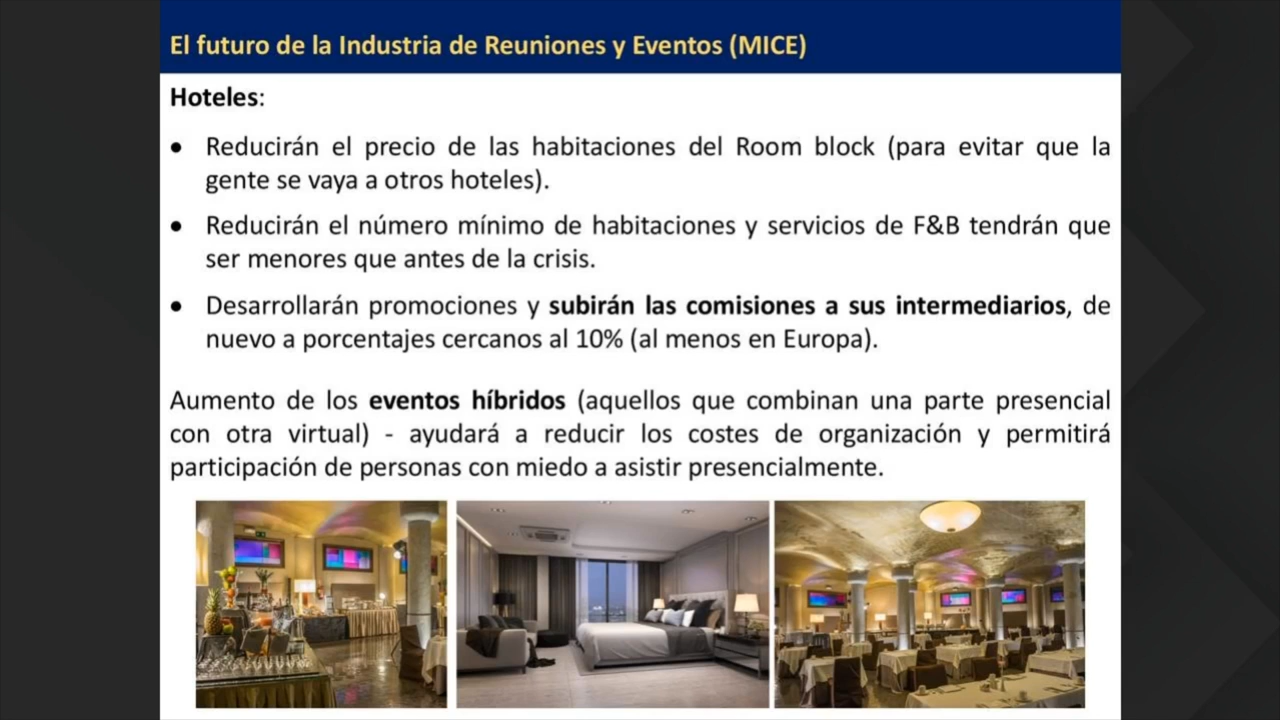 El futuro de la Industria de Reuniones y Eventos (MICE)
Hoteles:
• Reducirán el precio de las habitaciones del Room block (para evitar que la
gente se vaya a otros hoteles).
• Reducirán el número mínimo de habitaciones y servicios de F&B tendrán que
ser menores que antes de la crisis.
• Desarrollarán promociones y subirán las comisiones a sus intermediarios, de
nuevo a porcentajes cercanos al 10% (al menos en Europa).
Aumento de los eventos híbridos (aquellos que combinan una parte presencial
con otra virtual) - ayudará a reducir los costes de organización y permitirá
participación de personas con miedo a asistir presencialmente.